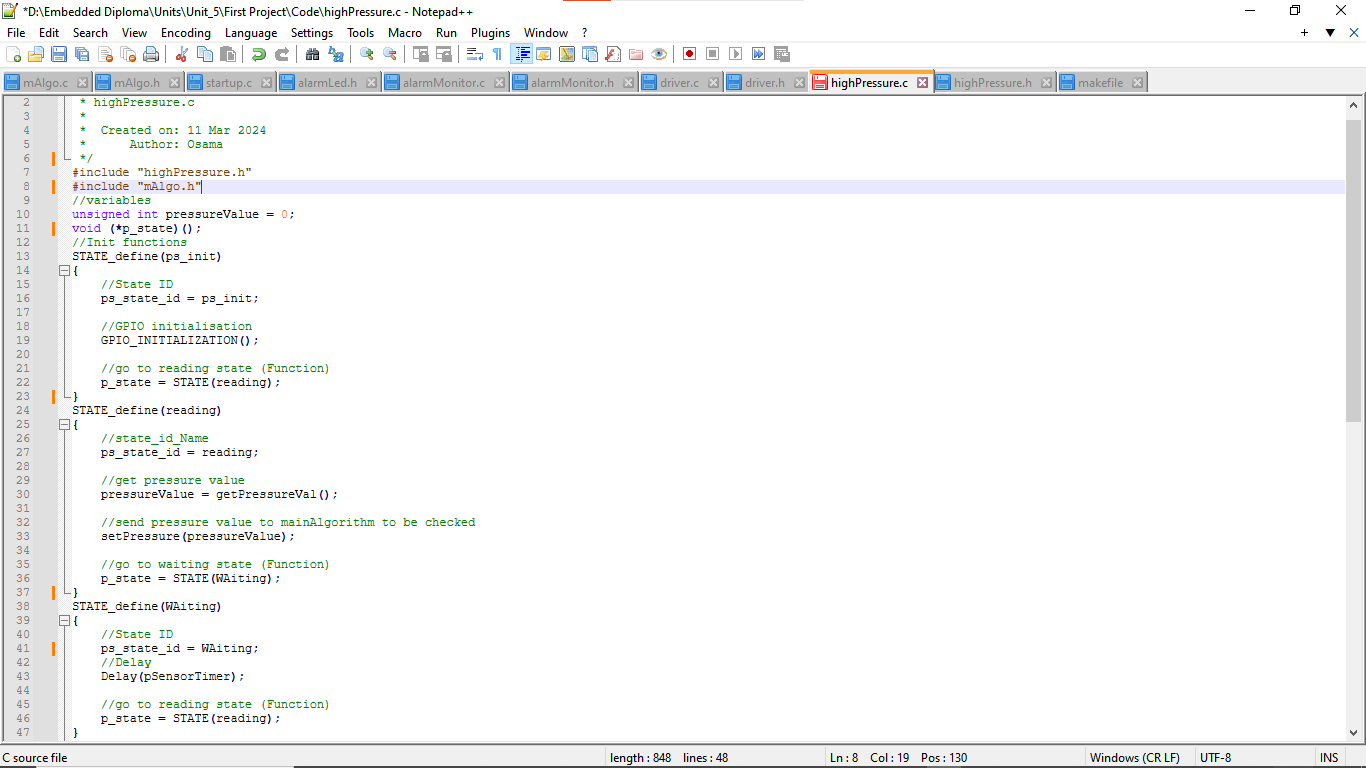 *D:\Embedded Diploma\Units\Unit_5\First Project\Code\highPressure.c - Notepad++
File Edit Search View Encoding Language Settings Tools Macro Run Plugins Window ?
mAlgo.c mAlgo.h startup.c alarmLed.h alarmMonitor.c alarmMonitor.h driver.c driver.h highPressure.c highPressure.h makefile
2 * highPressure.c
3 *
4 * Created on: 11 Mar 2024
5 * Author: Osama
6 */
7 #include "highPressure.h"
8 #include "mAlgo.h"
9 //variables
10 unsigned int pressureValue = 0;
11 void (*p_state)();
12 //Init functions
13 STATE_define(ps_init)
14 {
15 //State ID
16 ps_state_id = ps_init;
17
18 //GPIO initialisation
19 GPIO_INITIALIZATION();
20
21 //go to reading state (Function)
22 p_state = STATE(reading);
23 }
24 STATE_define(reading)
25 {
26 //state_id_Name
27 ps_state_id = reading;
28
29 //get pressure value
30 pressureValue = getPressureVal();
31
32 //send pressure value to mainAlgorithm to be checked
33 setPressure(pressureValue);
34
35 //go to waiting state (Function)
36 p_state = STATE(WAiting);
37 }
38 STATE_define(WAiting)
39 {
40 //State ID
41 ps_state_id = WAiting;
42 //Delay
43 Delay(pSensorTimer);
44
45 //go to reading state (Function)
46 p_state = STATE(reading);
47 }
C source file length : 848 lines : 48 Ln : 8 Col : 19 Pos : 130 Windows (CR LF) UTF-8 INS